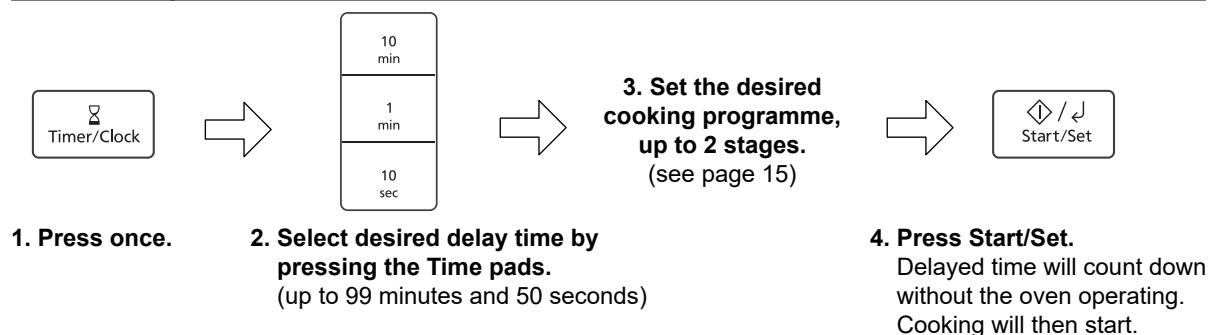 Timer/Clock
10
min
1
min
10
sec
3. Set the desired
cooking programme,
up to 2 stages.
(see page 15)
/
Start/Set
1. Press once.
2. Select desired delay time by
pressing the Time pads.
(up to 99 minutes and 50 seconds)
4. Press Start/Set.
Delayed time will count down
without the oven operating.
Cooking will then start.